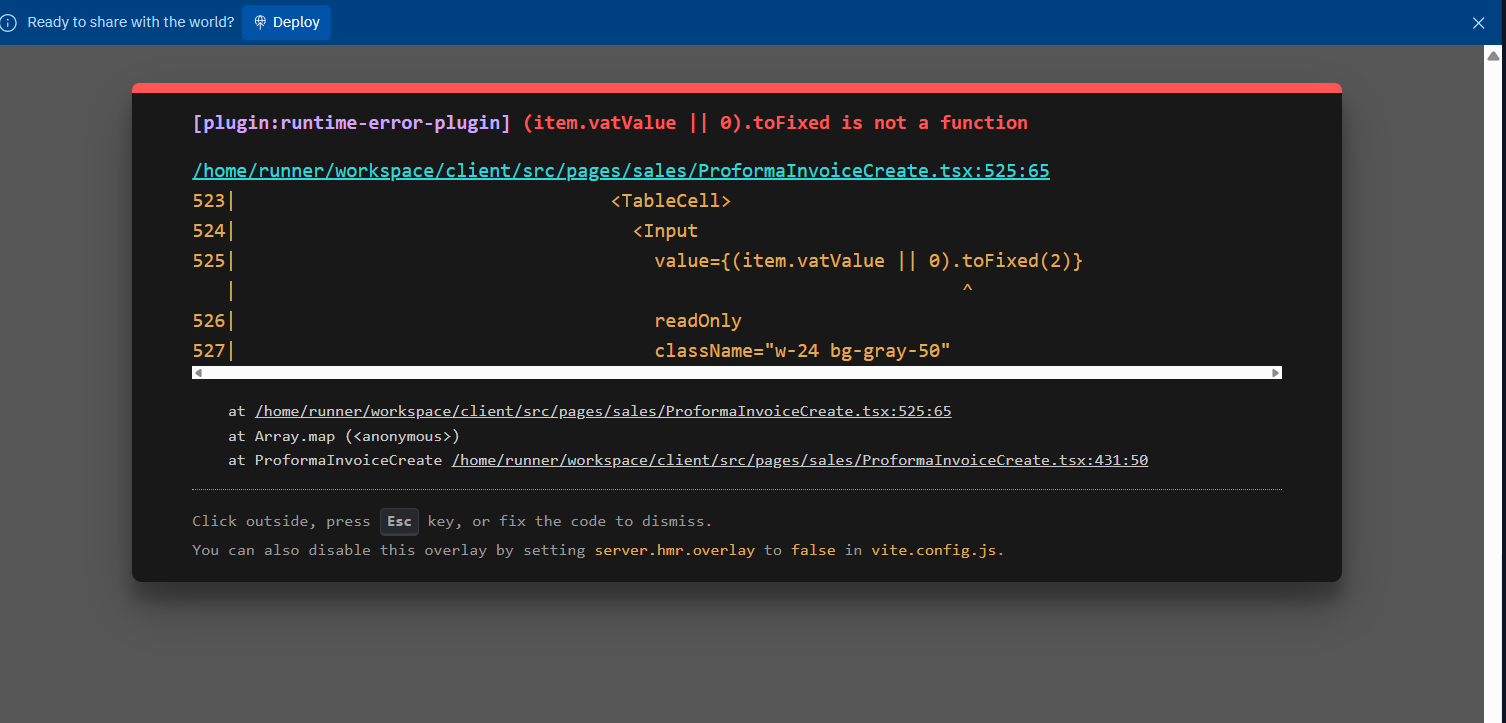 Ready to share with the world? Deploy
[plugin:runtime-error-plugin] (item.vatValue || 0).toFixed is not a function
/home/runner/workspace/client/src/pages/sales/ProformaInvoiceCreate.tsx:525:65
523| <TableCell>
524| <Input
525| value={(item.vatValue || 0).toFixed(2)}
| ^
526| readOnly
527| className="w-24 bg-gray-50"
at /home/runner/workspace/client/src/pages/sales/ProformaInvoiceCreate.tsx:525:65
at Array.map (<anonymous>)
at ProformaInvoiceCreate /home/runner/workspace/client/src/pages/sales/ProformaInvoiceCreate.tsx:431:50
Click outside, press Esc key, or fix the code to dismiss.
You can also disable this overlay by setting server.hmr.overlay to false in vite.config.js.